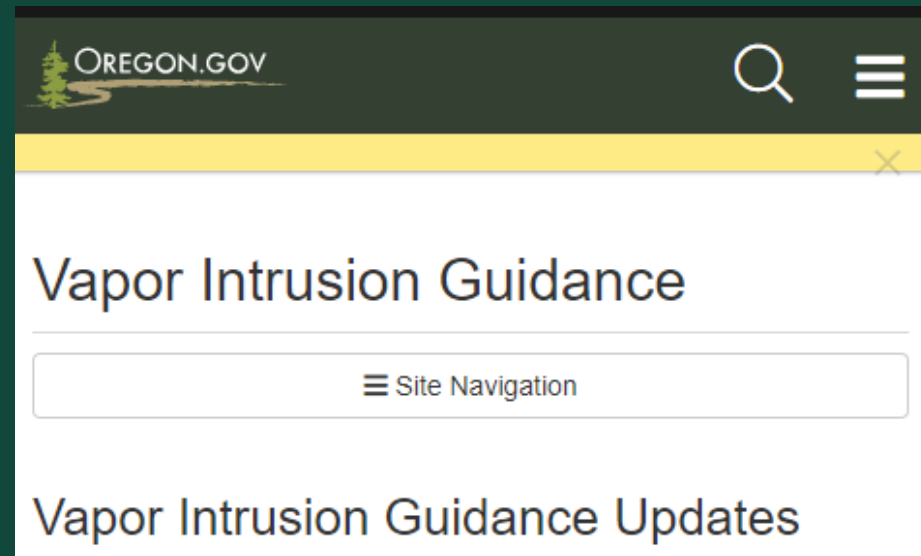 OREGON.GOV
Vapor Intrusion Guidance
Site Navigation
Vapor Intrusion Guidance Updates